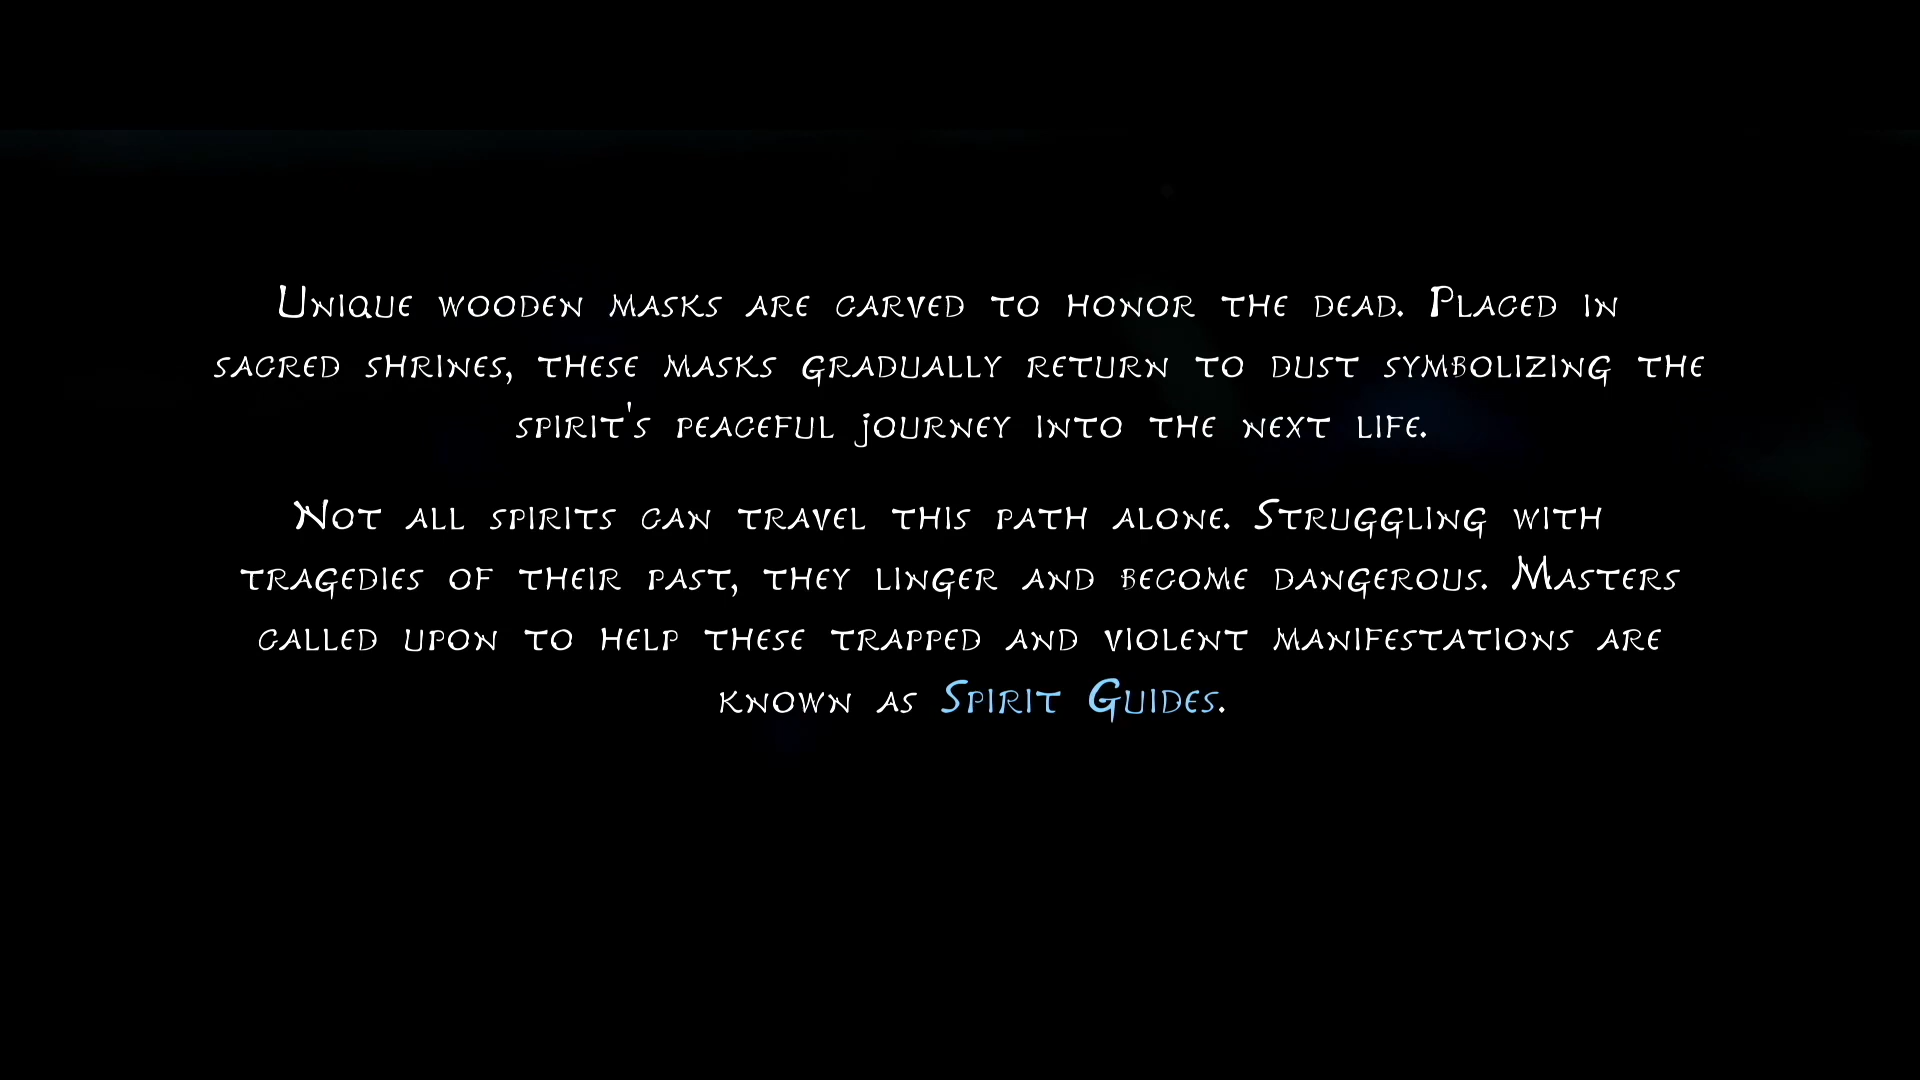 Unique wooden masks are carved to honor the dead. Placed in
sacred shrines, these masks gradually return to dust symbolizing the
spirit's peaceful journey into the next life.
Not all spirits can travel this path alone. Struggling with
tragedies of their past, they linger and become dangerous. Masters
called upon to help these trapped and violent manifestations are
known as Spirit Guides.